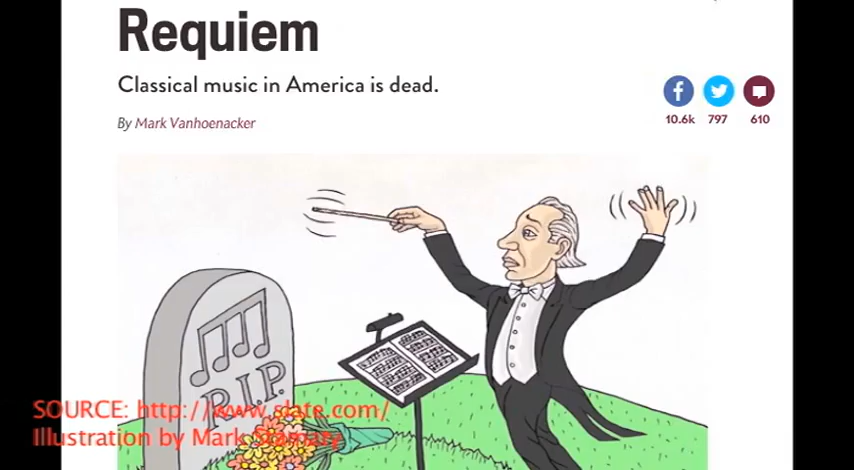 Requiem
Classical music in America is dead.
By Mark Vanhoenacker
10.6k 797 610
R.I.P.
SOURCE: http://www.slate.com/
Illustration by Mark Stamaty